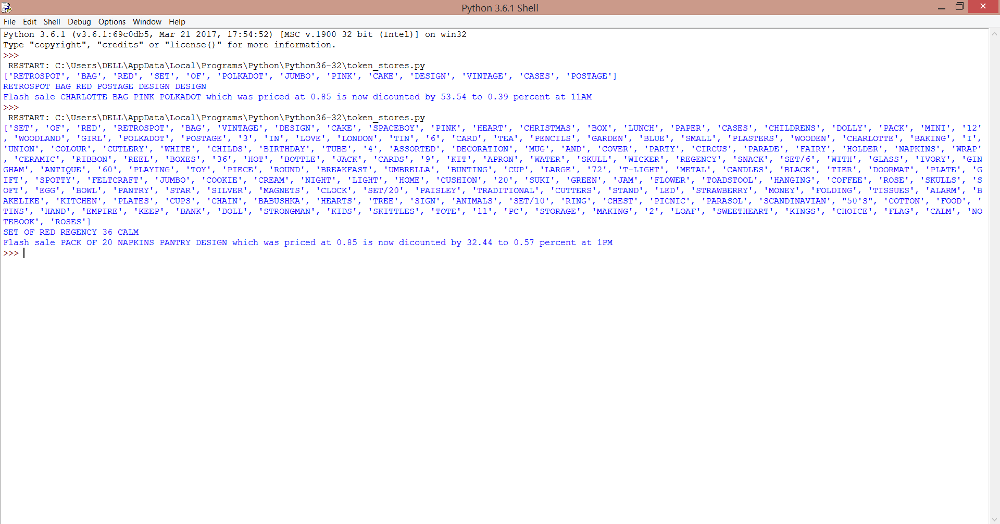 Python 3.6.1 Shell
File Edit Shell Debug Options Window Help
Python 3.6.1 (v3.6.1:69c0db5, Mar 21 2017, 17:54:52) [MSC v.1900 32 bit (Intel)] on win32
Type "copyright", "credits" or "license()" for more information.
>>>
 RESTART: C:\Users\DELL\AppData\Local\Programs\Python\Python36-32\token_stores.py
['RETROSPOT', 'BAG', 'RED', 'SET', 'OF', 'POLKADOT', 'JUMBO', 'PINK', 'CAKE', 'DESIGN', 'VINTAGE', 'CASES', 'POSTAGE']
RETROSPOT BAG RED POSTAGE DESIGN DESIGN
Flash sale CHARLOTTE BAG PINK POLKADOT which was priced at 0.85 is now dicounted by 53.54 to 0.39 percent at 11AM
>>>
 RESTART: C:\Users\DELL\AppData\Local\Programs\Python\Python36-32\token_stores.py
['SET', 'OF', 'RED', 'RETROSPOT', 'BAG', 'VINTAGE', 'DESIGN', 'CAKE', 'SPACEBOY', 'PINK', 'HEART', 'CHRISTMAS', 'BOX', 'LUNCH', 'PAPER', 'CASES', 'CHILDRENS', 'DOLLY', 'PACK', 'MINI', '12'
, 'WOODLAND', 'GIRL', 'POLKADOT', 'POSTAGE', '3', 'IN', 'LOVE', 'LONDON', 'TIN', '6', 'CARD', 'TEA', 'PENCILS', 'GARDEN', 'BLUE', 'SMALL', 'PLASTERS', 'WOODEN', 'CHARLOTTE', 'BAKING', 'I',
'UNION', 'COLOUR', 'CUTLERY', 'WHITE', 'CHILDS', 'BIRTHDAY', 'TUBE', '4', 'ASSORTED', 'DECORATION', 'MUG', 'AND', 'COVER', 'PARTY', 'CIRCUS', 'PARADE', 'FAIRY', 'HOLDER', 'NAPKINS', 'WRAP'
, 'CERAMIC', 'RIBBON', 'REEL', 'BOXES', '36', 'HOT', 'BOTTLE', 'JACK', 'CARDS', '9', 'KIT', 'APRON', 'WATER', 'SKULL', 'WICKER', 'REGENCY', 'SNACK', 'SET/6', 'WITH', 'GLASS', 'IVORY', 'GIN
GHAM', 'ANTIQUE', '60', 'PLAYING', 'TOY', 'PIECE', 'ROUND', 'BREAKFAST', 'UMBRELLA', 'BUNTING', 'CUP', 'LARGE', '72', 'T-LIGHT', 'METAL', 'CANDLES', 'BLACK', 'TIER', 'DOORMAT', 'PLATE', 'G
IFT', 'SPOTTY', 'FELTCRAFT', 'JUMBO', 'COOKIE', 'CREAM', 'NIGHT', 'LIGHT', 'HOME', 'CUSHION', '20', 'SUKI', 'GREEN', 'JAM', 'FLOWER', 'TOADSTOOL', 'HANGING', 'COFFEE', 'ROSE', 'SKULLS', 'S
OFT', 'EGG', 'BOWL', 'PANTRY', 'STAR', 'SILVER', 'MAGNETS', 'CLOCK', 'SET/20', 'PAISLEY', 'TRADITIONAL', 'CUTTERS', 'STAND', 'LED', 'STRAWBERRY', 'MONEY', 'FOLDING', 'TISSUES', 'ALARM', 'B
AKELIKE', 'KITCHEN', 'PLATES', 'CUPS', 'CHAIN', 'BABUSHKA', 'HEARTS', 'TREE', 'SIGN', 'ANIMALS', 'SET/10', 'RING', 'CHEST', 'PICNIC', 'PARASOL', 'SCANDINAVIAN', "50'S", 'COTTON', 'FOOD', '
TINS', 'HAND', 'EMPIRE', 'KEEP', 'BANK', 'DOLL', 'STRONGMAN', 'KIDS', 'SKITTLES', 'TOTE', '11', 'PC', 'STORAGE', 'MAKING', '2', 'LOAF', 'SWEETHEART', 'KINGS', 'CHOICE', 'FLAG', 'CALM', 'NO
TEBOOK', 'ROSES']
SET OF RED REGENCY 36 CALM
Flash sale PACK OF 20 NAPKINS PANTRY DESIGN which was priced at 0.85 is now dicounted by 32.44 to 0.57 percent at 1PM
>>>